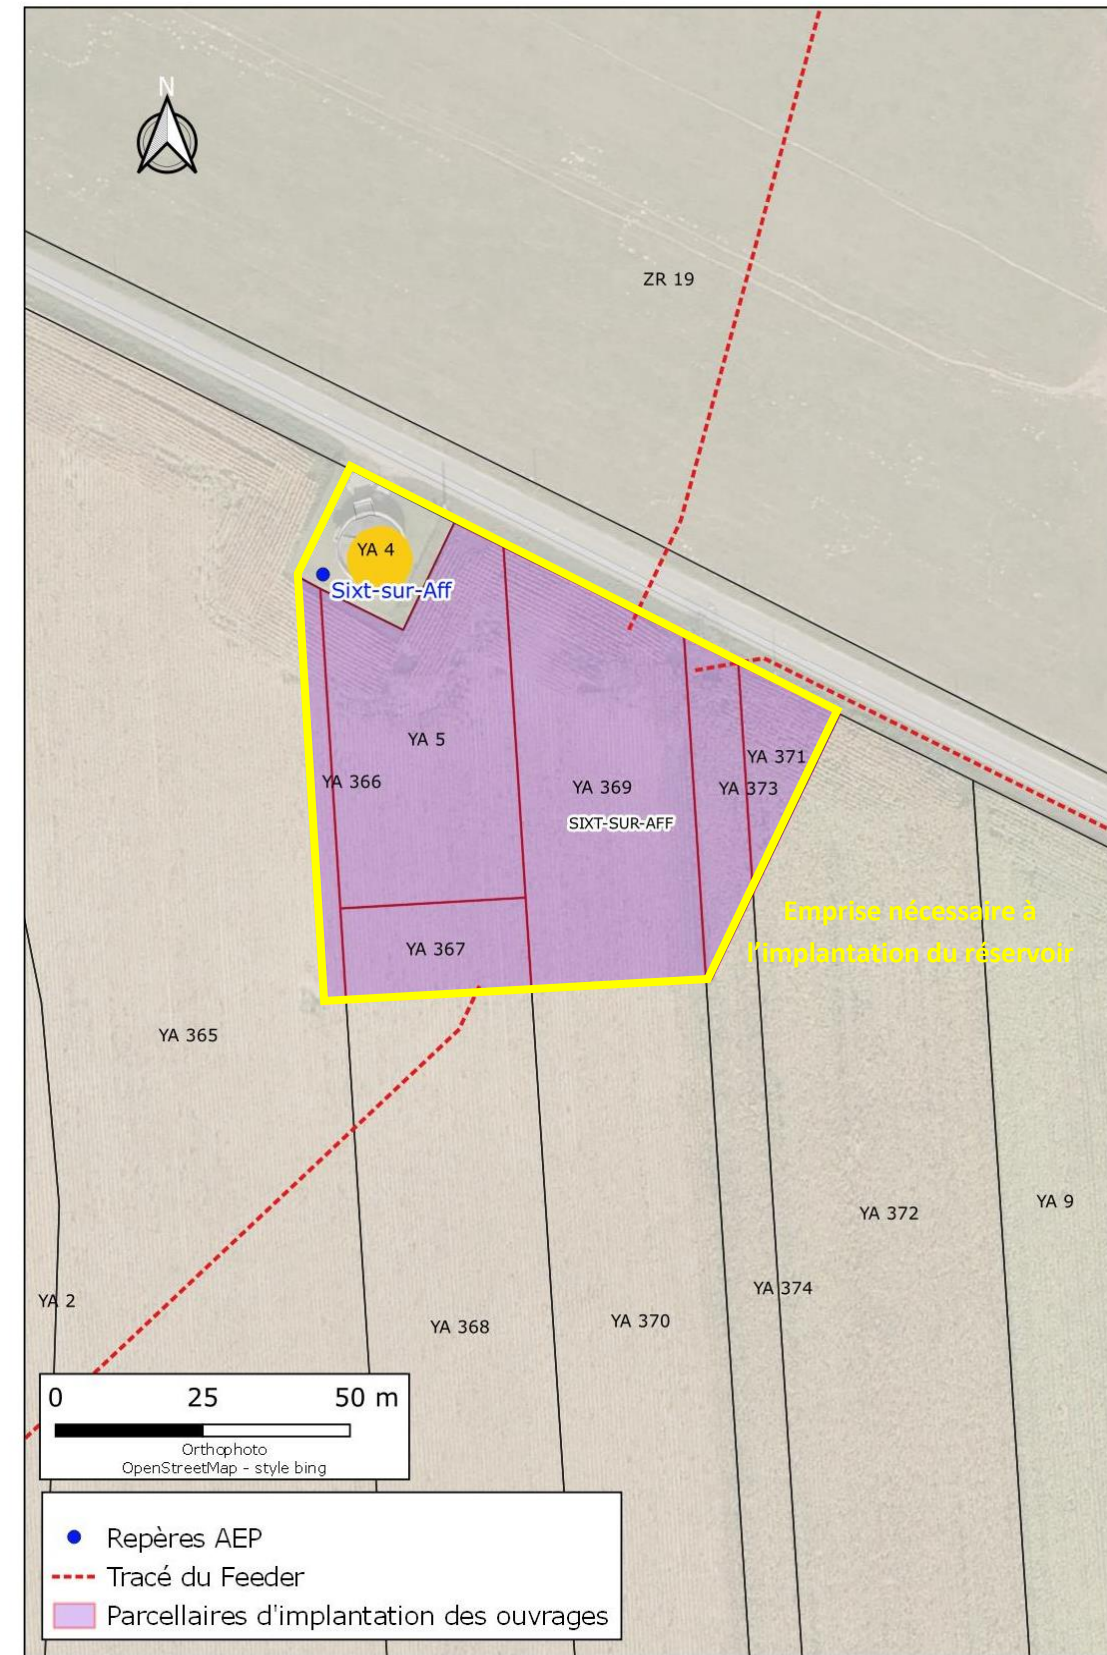 N
ZR 19
YA 4
Sixt-sur-Aff
YA 5
YA 371
YA 366
YA 369
YA 373
SIXT-SUR-AFF
Emprise nécessaire à
l'implantation du réservoir
YA 367
YA 365
YA 9
YA 372
YA 374
YA 2
YA 370
YA 368
0 25 50 m
Orthophoto
OpenStreetMap - style bing
Repères AEP
Tracé du Feeder
Parcellaires d'implantation des ouvrages